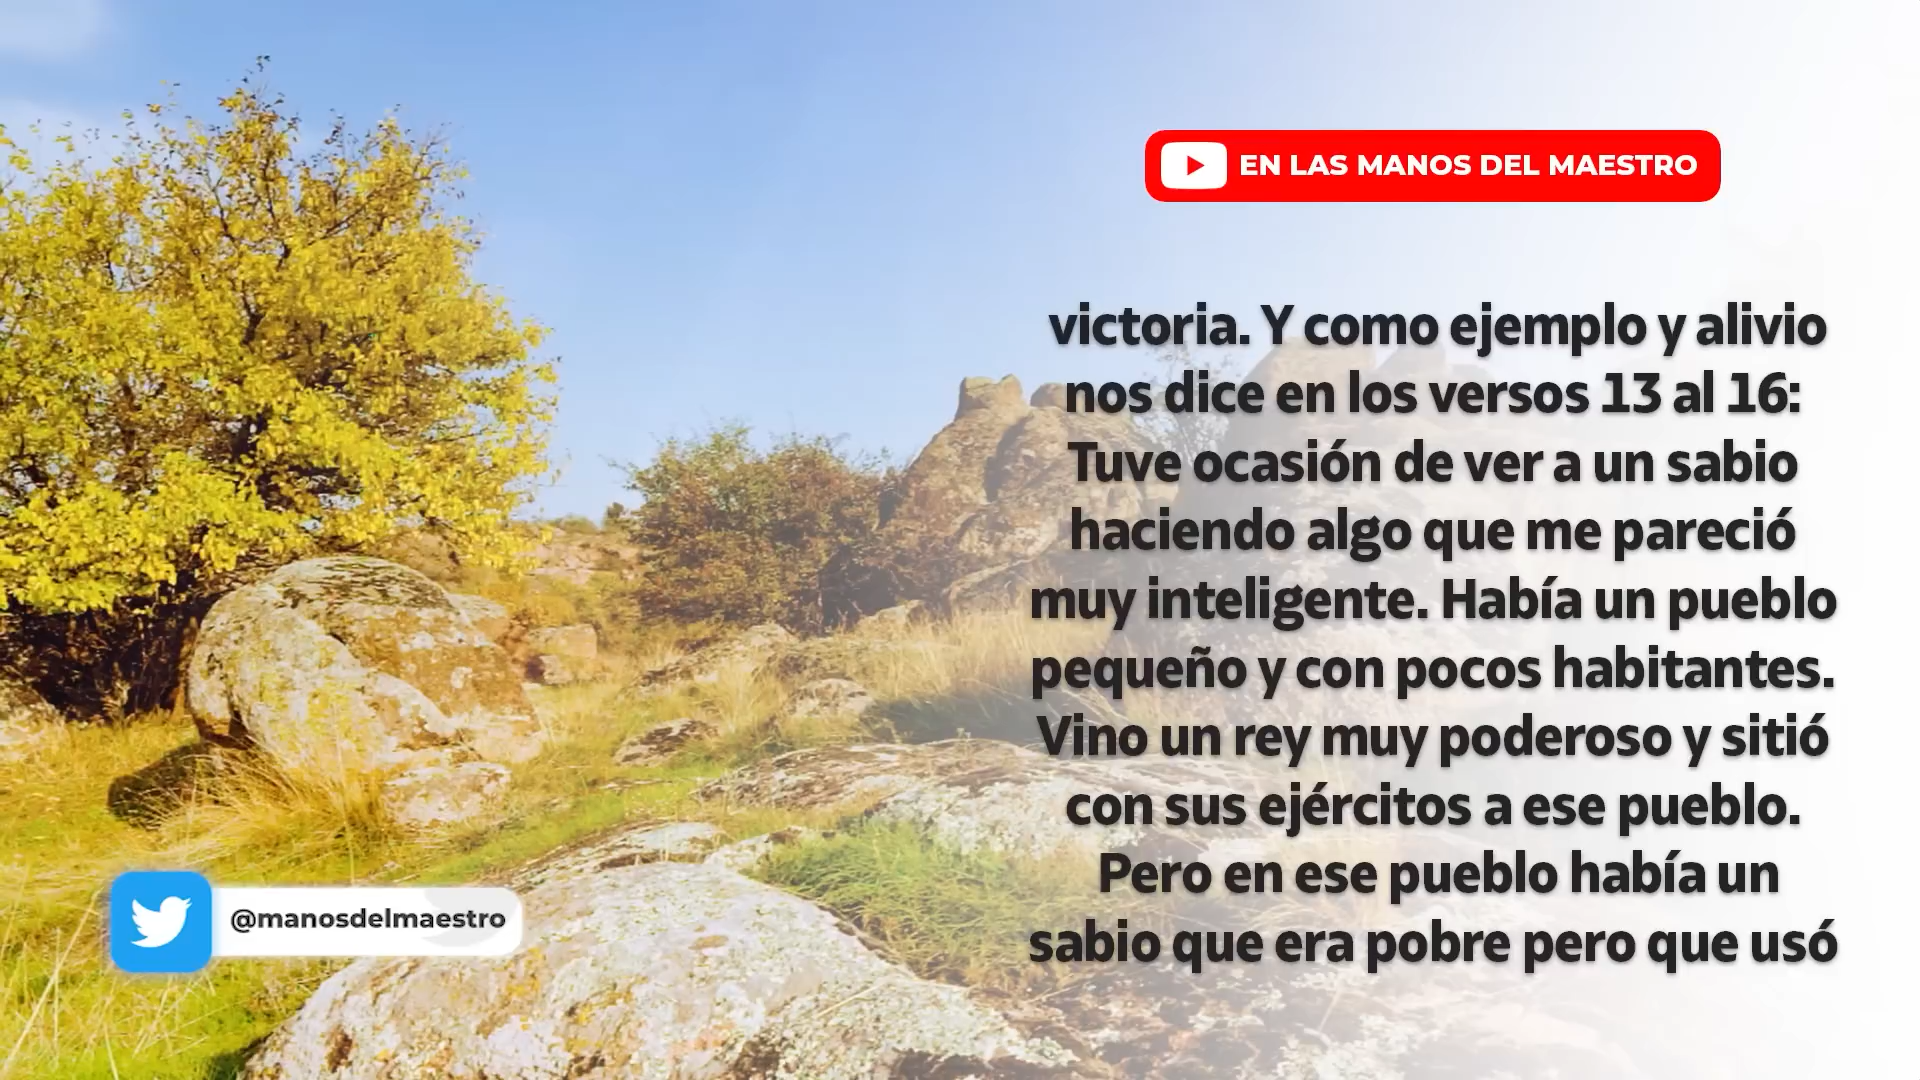 EN LAS MANOS DEL MAESTRO
victoria. Y como ejemplo y alivio
nos dice en los versos 13 al 16:
Tuve ocasión de ver a un sabio
haciendo algo que me pareció
muy inteligente. Había un pueblo
pequeño y con pocos habitantes.
Vino un rey muy poderoso y sitió
con sus ejércitos a ese pueblo.
Pero en ese pueblo había un
sabio que era pobre pero que usó
@manosdelmaestro